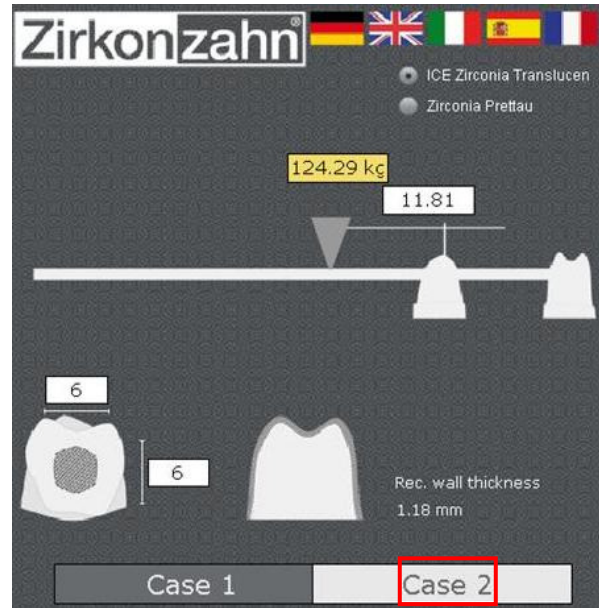 Zirkonzahn®
ICE Zirconia Translucen
Zirconia Prettau
124.29 kg
11.81
6
6
Rec. wall thickness
1.18 mm
Case 1
Case 2